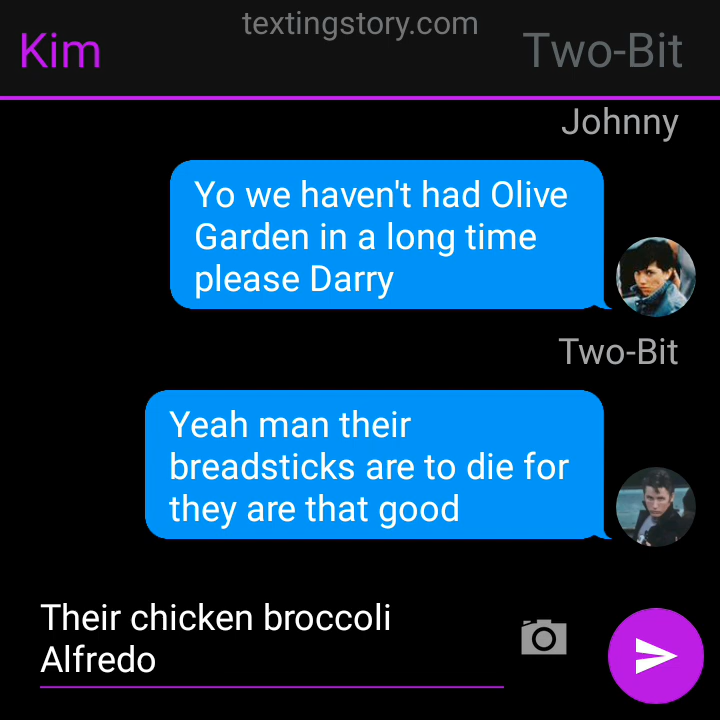 textingstory.com
Kim
Two-Bit
Johnny
Yo we haven't had Olive
Garden in a long time
please Darry
Two-Bit
Yeah man their
breadsticks are to die for
they are that good
Their chicken broccoli
Alfredo